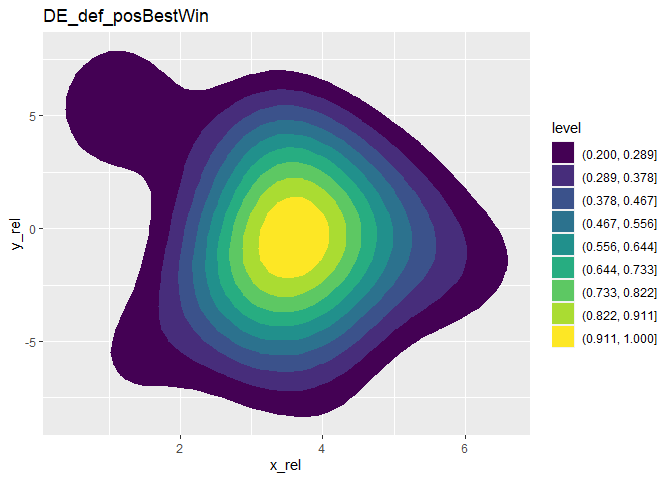 DE_def_posBestWin
level
(0.200, 0.289]
(0.289, 0.378]
(0.378, 0.467]
(0.467, 0.556]
(0.556, 0.644]
(0.644, 0.733]
(0.733, 0.822]
(0.822, 0.911]
(0.911, 1.000]
5
0
-5
y_rel
2 4 6
x_rel